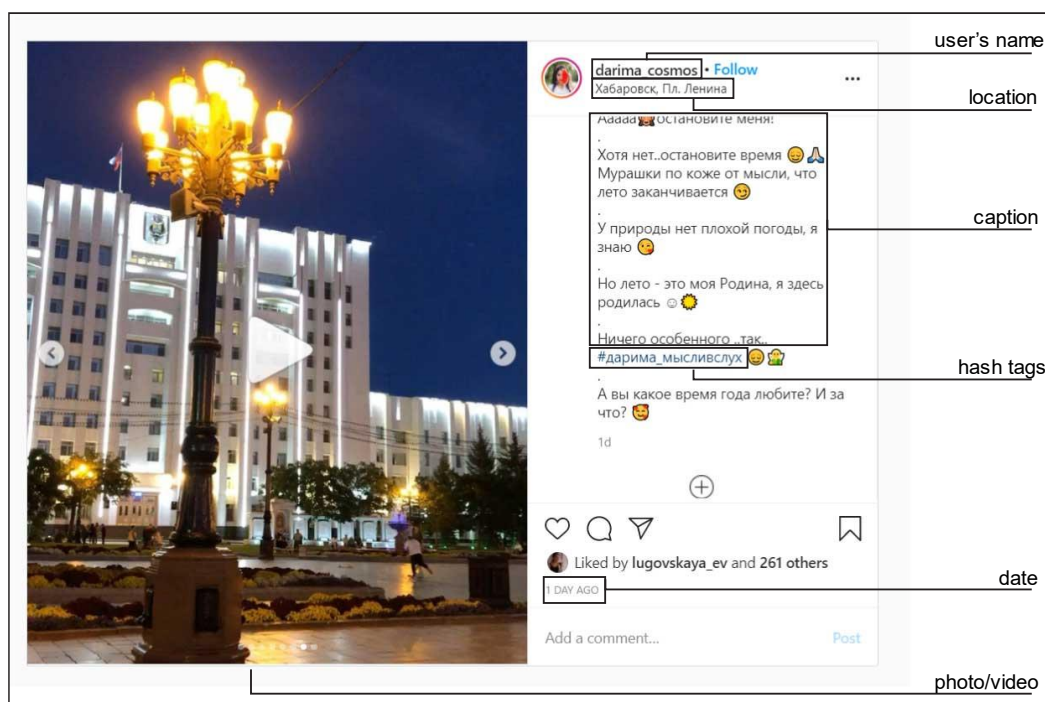 user's name
darima_cosmos • Follow
Хабаровск, Пл. Ленина
location
Ааааа🙈остановите меня!
.
Хотя нет..остановите время 😔🙏
Мурашки по коже от мысли, что
лето заканчивается 😏
.
У природы нет плохой погоды, я
знаю 😘
caption
.
Но лето - это моя Родина, я здесь
родилась ☺🌞
.
Ничего особенного ..так..
#дарима_мысливслух 😔🤷
hash tags
.
А вы какое время года любите? И за
что? 🥰
1d
Liked by lugovskaya_ev and 261 others
1 DAY AGO
date
Add a comment...
Post
photo/video